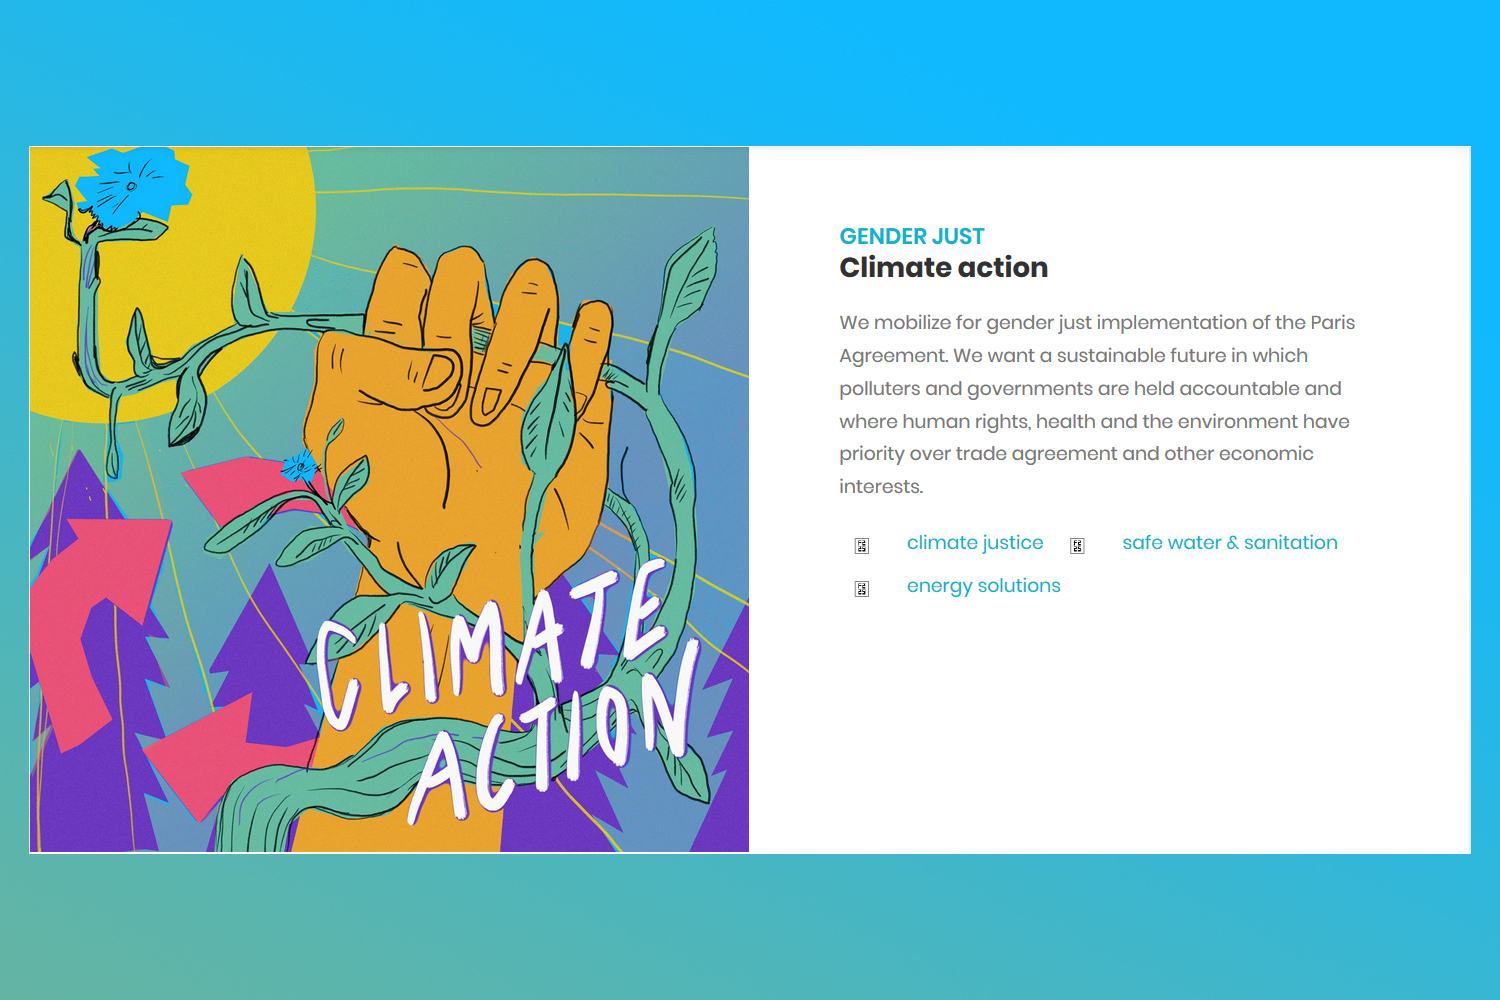 CLIMATE
ACTION
GENDER JUST
Climate action
We mobilize for gender just implementation of the Paris
Agreement. We want a sustainable future in which
polluters and governments are held accountable and
where human rights, health and the environment have
priority over trade agreement and other economic
interests.
climate justice safe water & sanitation
energy solutions